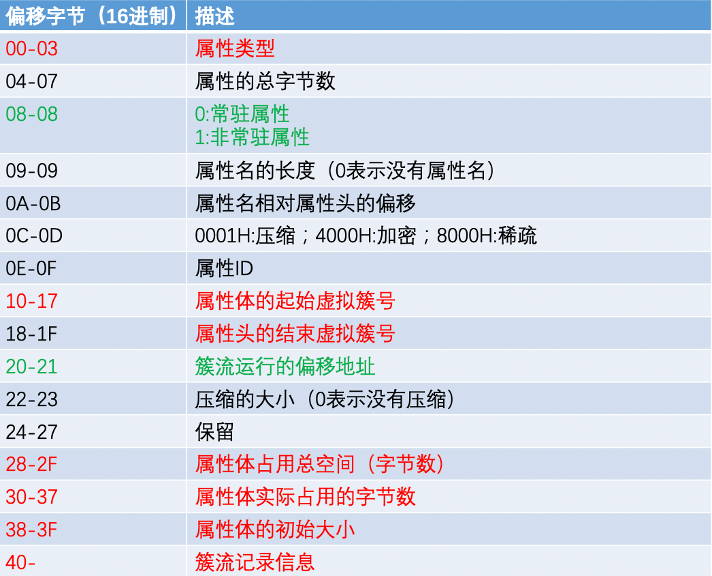 偏移字节（16进制） 描述
00-03 属性类型
04-07 属性的总字节数
08-08 0:常驻属性
1:非常驻属性
09-09 属性名的长度（0表示没有属性名）
0A-0B 属性名相对属性头的偏移
0C-0D 0001H:压缩；4000H:加密；8000H:稀疏
0E-0F 属性ID
10-17 属性体的起始虚拟簇号
18-1F 属性头的结束虚拟簇号
20-21 簇流运行的偏移地址
22-23 压缩的大小（0表示没有压缩）
24-27 保留
28-2F 属性体占用总空间（字节数）
30-37 属性体实际占用的字节数
38-3F 属性体的初始大小
40- 簇流记录信息